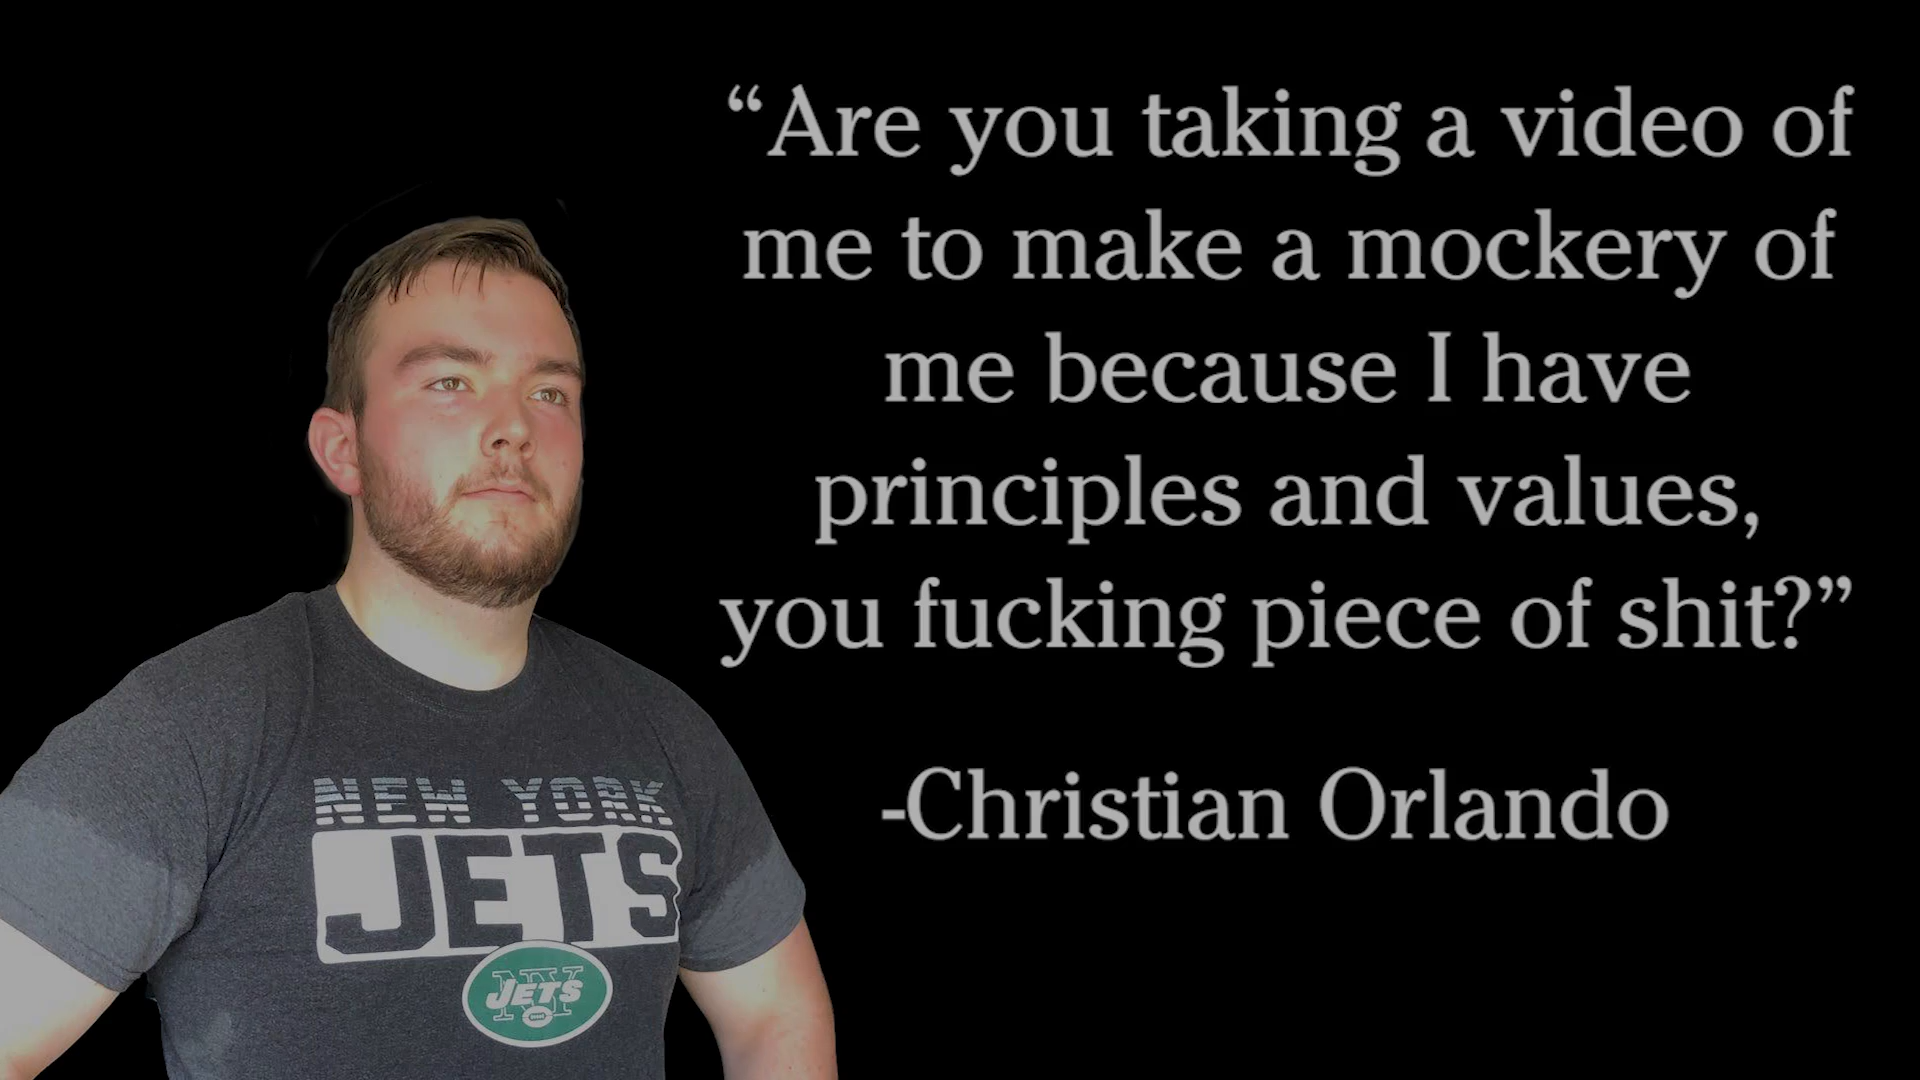 “Are you taking a video of
me to make a mockery of
me because I have
principles and values,
you fucking piece of shit?”
-Christian Orlando
NEW YORK
JETS
NY
JETS